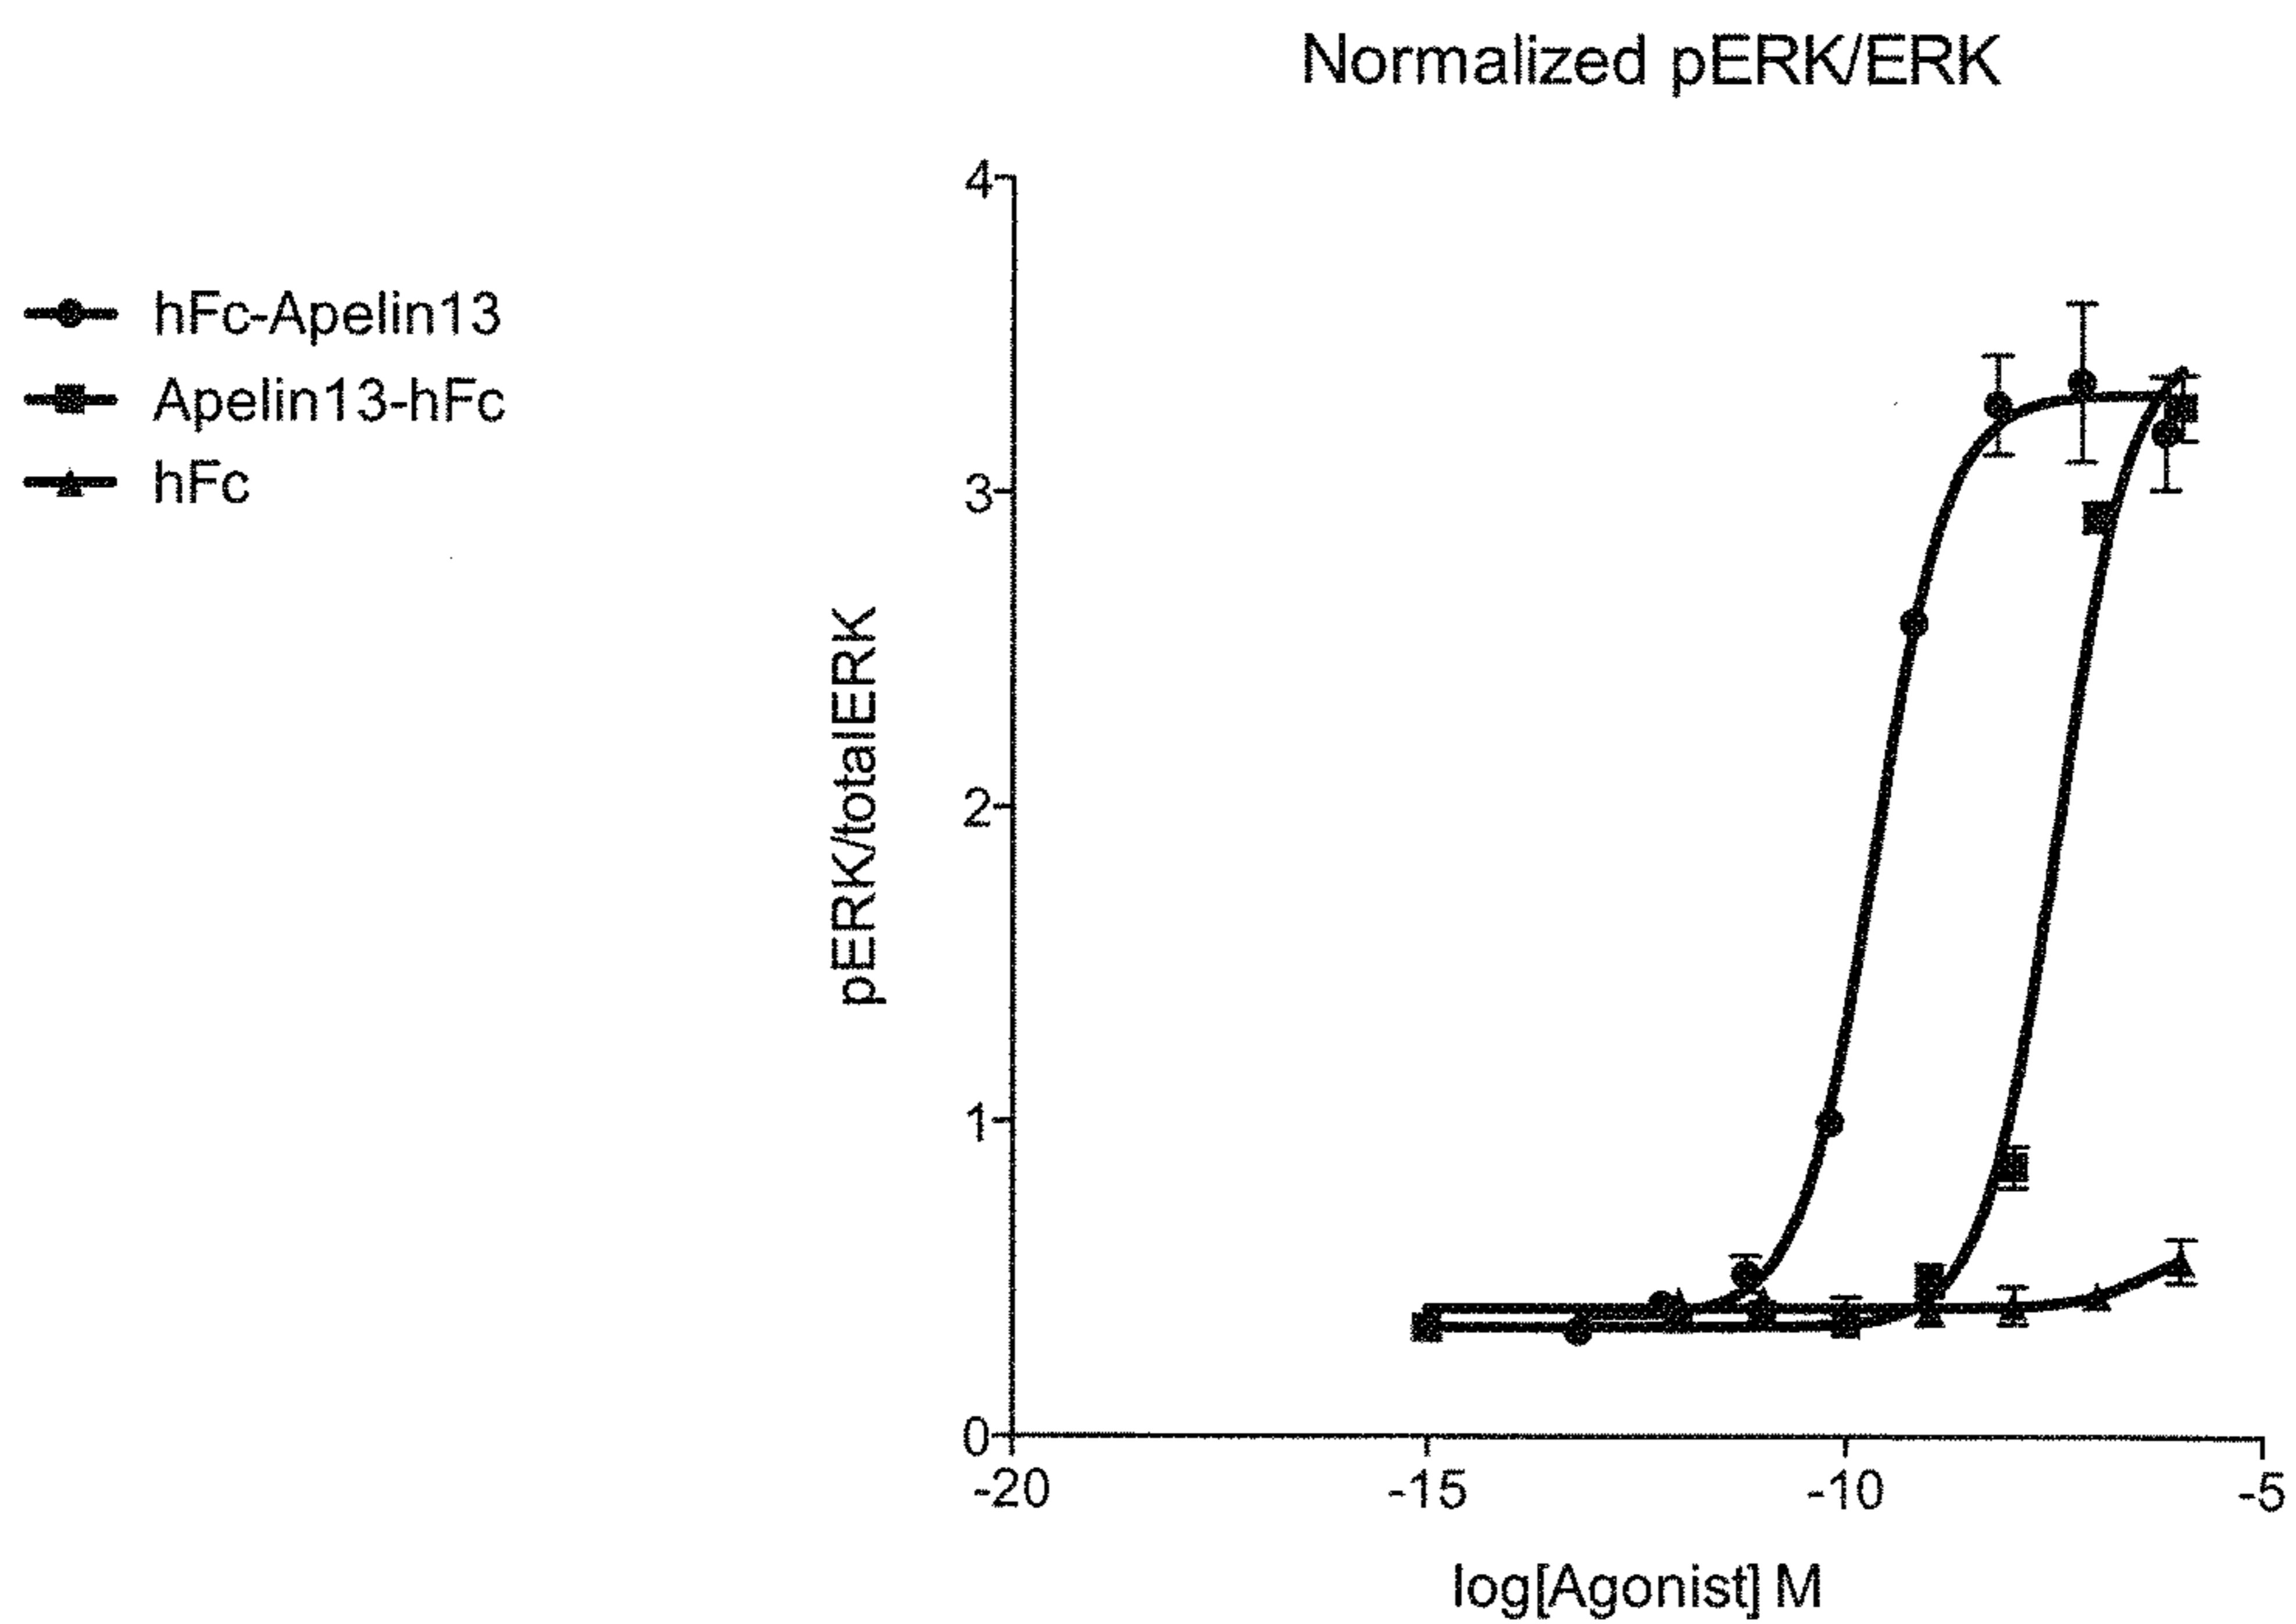 Normalized pERK/ERK
hFc-Apelin13
Apelin13-hFc
hFc
pERK/totalERK
4
3
2
1
0
-20
-15
-10
-5
log[Agonist] M